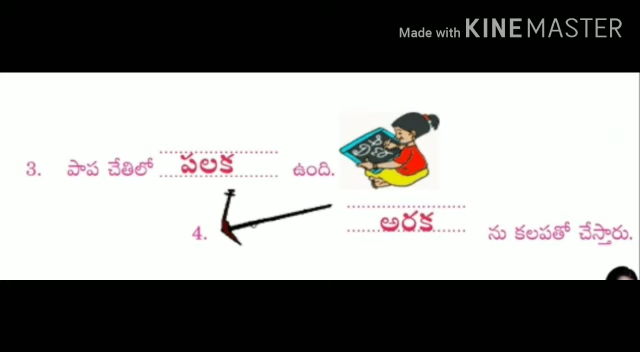 Made with KINEMASTER
3. పాప చేతిలో పలక ఉంది.
4. అరక ను కలపతో చేస్తారు.